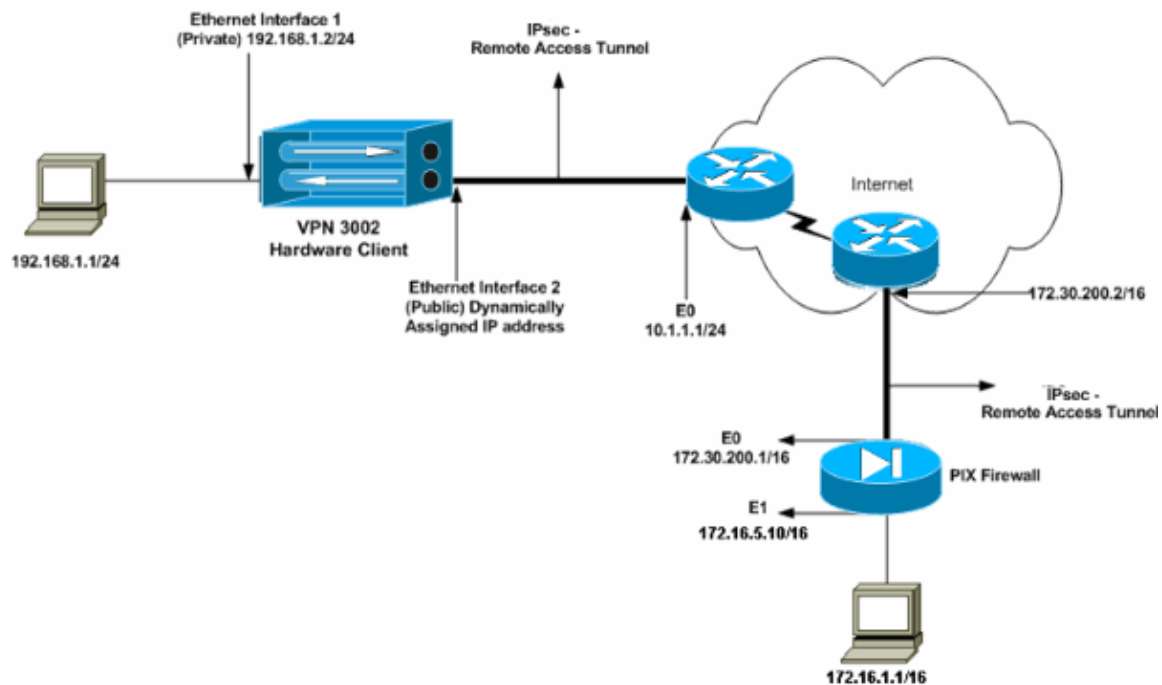 Ethernet Interface 1
(Private) 192.168.1.2/24
IPsec -
Remote Access Tunnel
Internet
VPN 3002
Hardware Client
192.168.1.1/24
Ethernet Interface 2
(Public) Dynamically
Assigned IP address
E0
10.1.1.1/24
172.30.200.2/16
IPsec -
Remote Access Tunnel
E0
172.30.200.1/16
PIX Firewall
E1
172.16.5.10/16
172.16.1.1/16